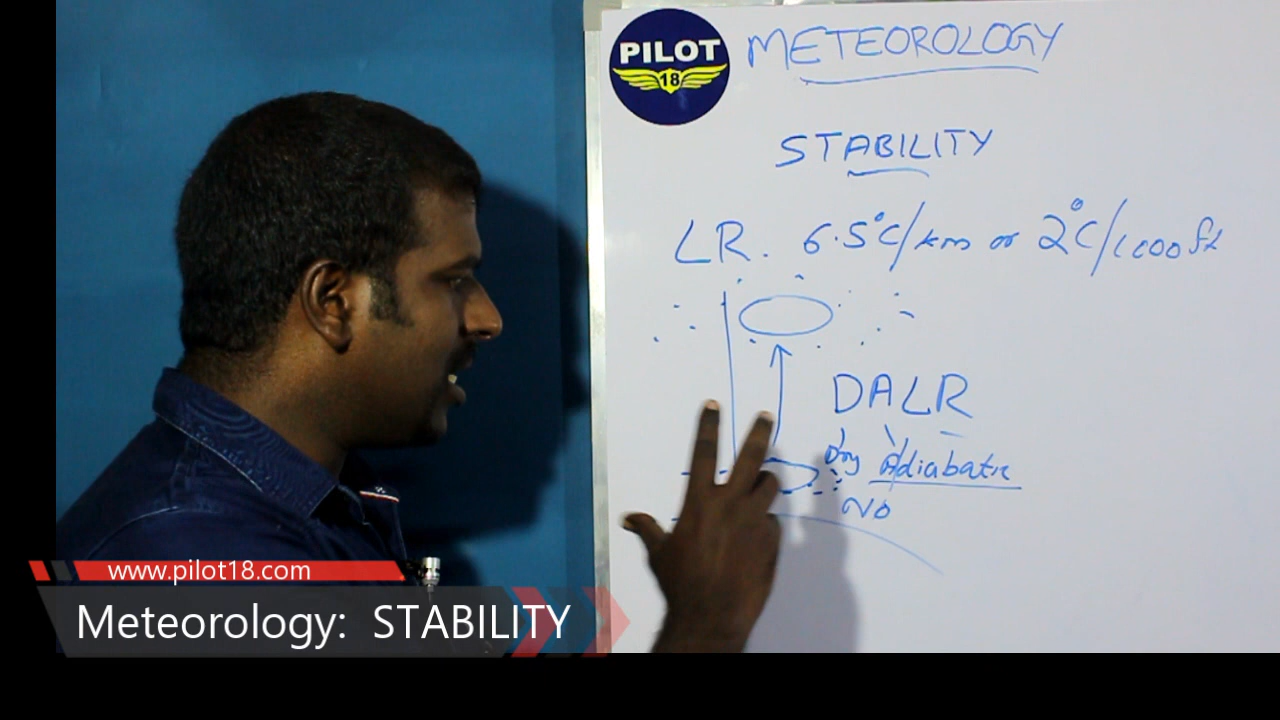 PILOT
18
METEOROLOGY
STABILITY
LR. 6.5°C/km or 2°C/1000 ft
DALR
Dry Adiabatic
No
www.pilot18.com
Meteorology: STABILITY